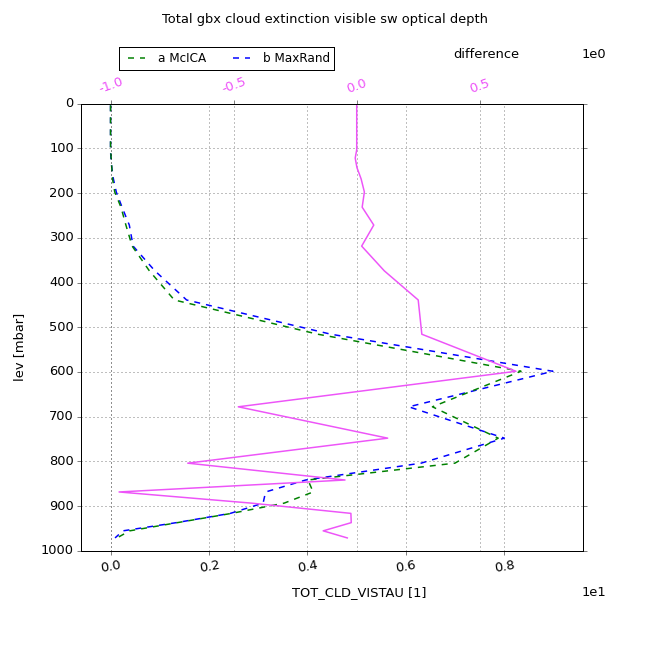 Total gbx cloud extinction visible sw optical depth
a McICA b MaxRand difference 1e0
-1.0 -0.5 0.0 0.5
0
100
200
300
400
500
600
700
800
900
1000
lev [mbar]
0.0 0.2 0.4 0.6 0.8
TOT_CLD_VISTAU [1] 1e1